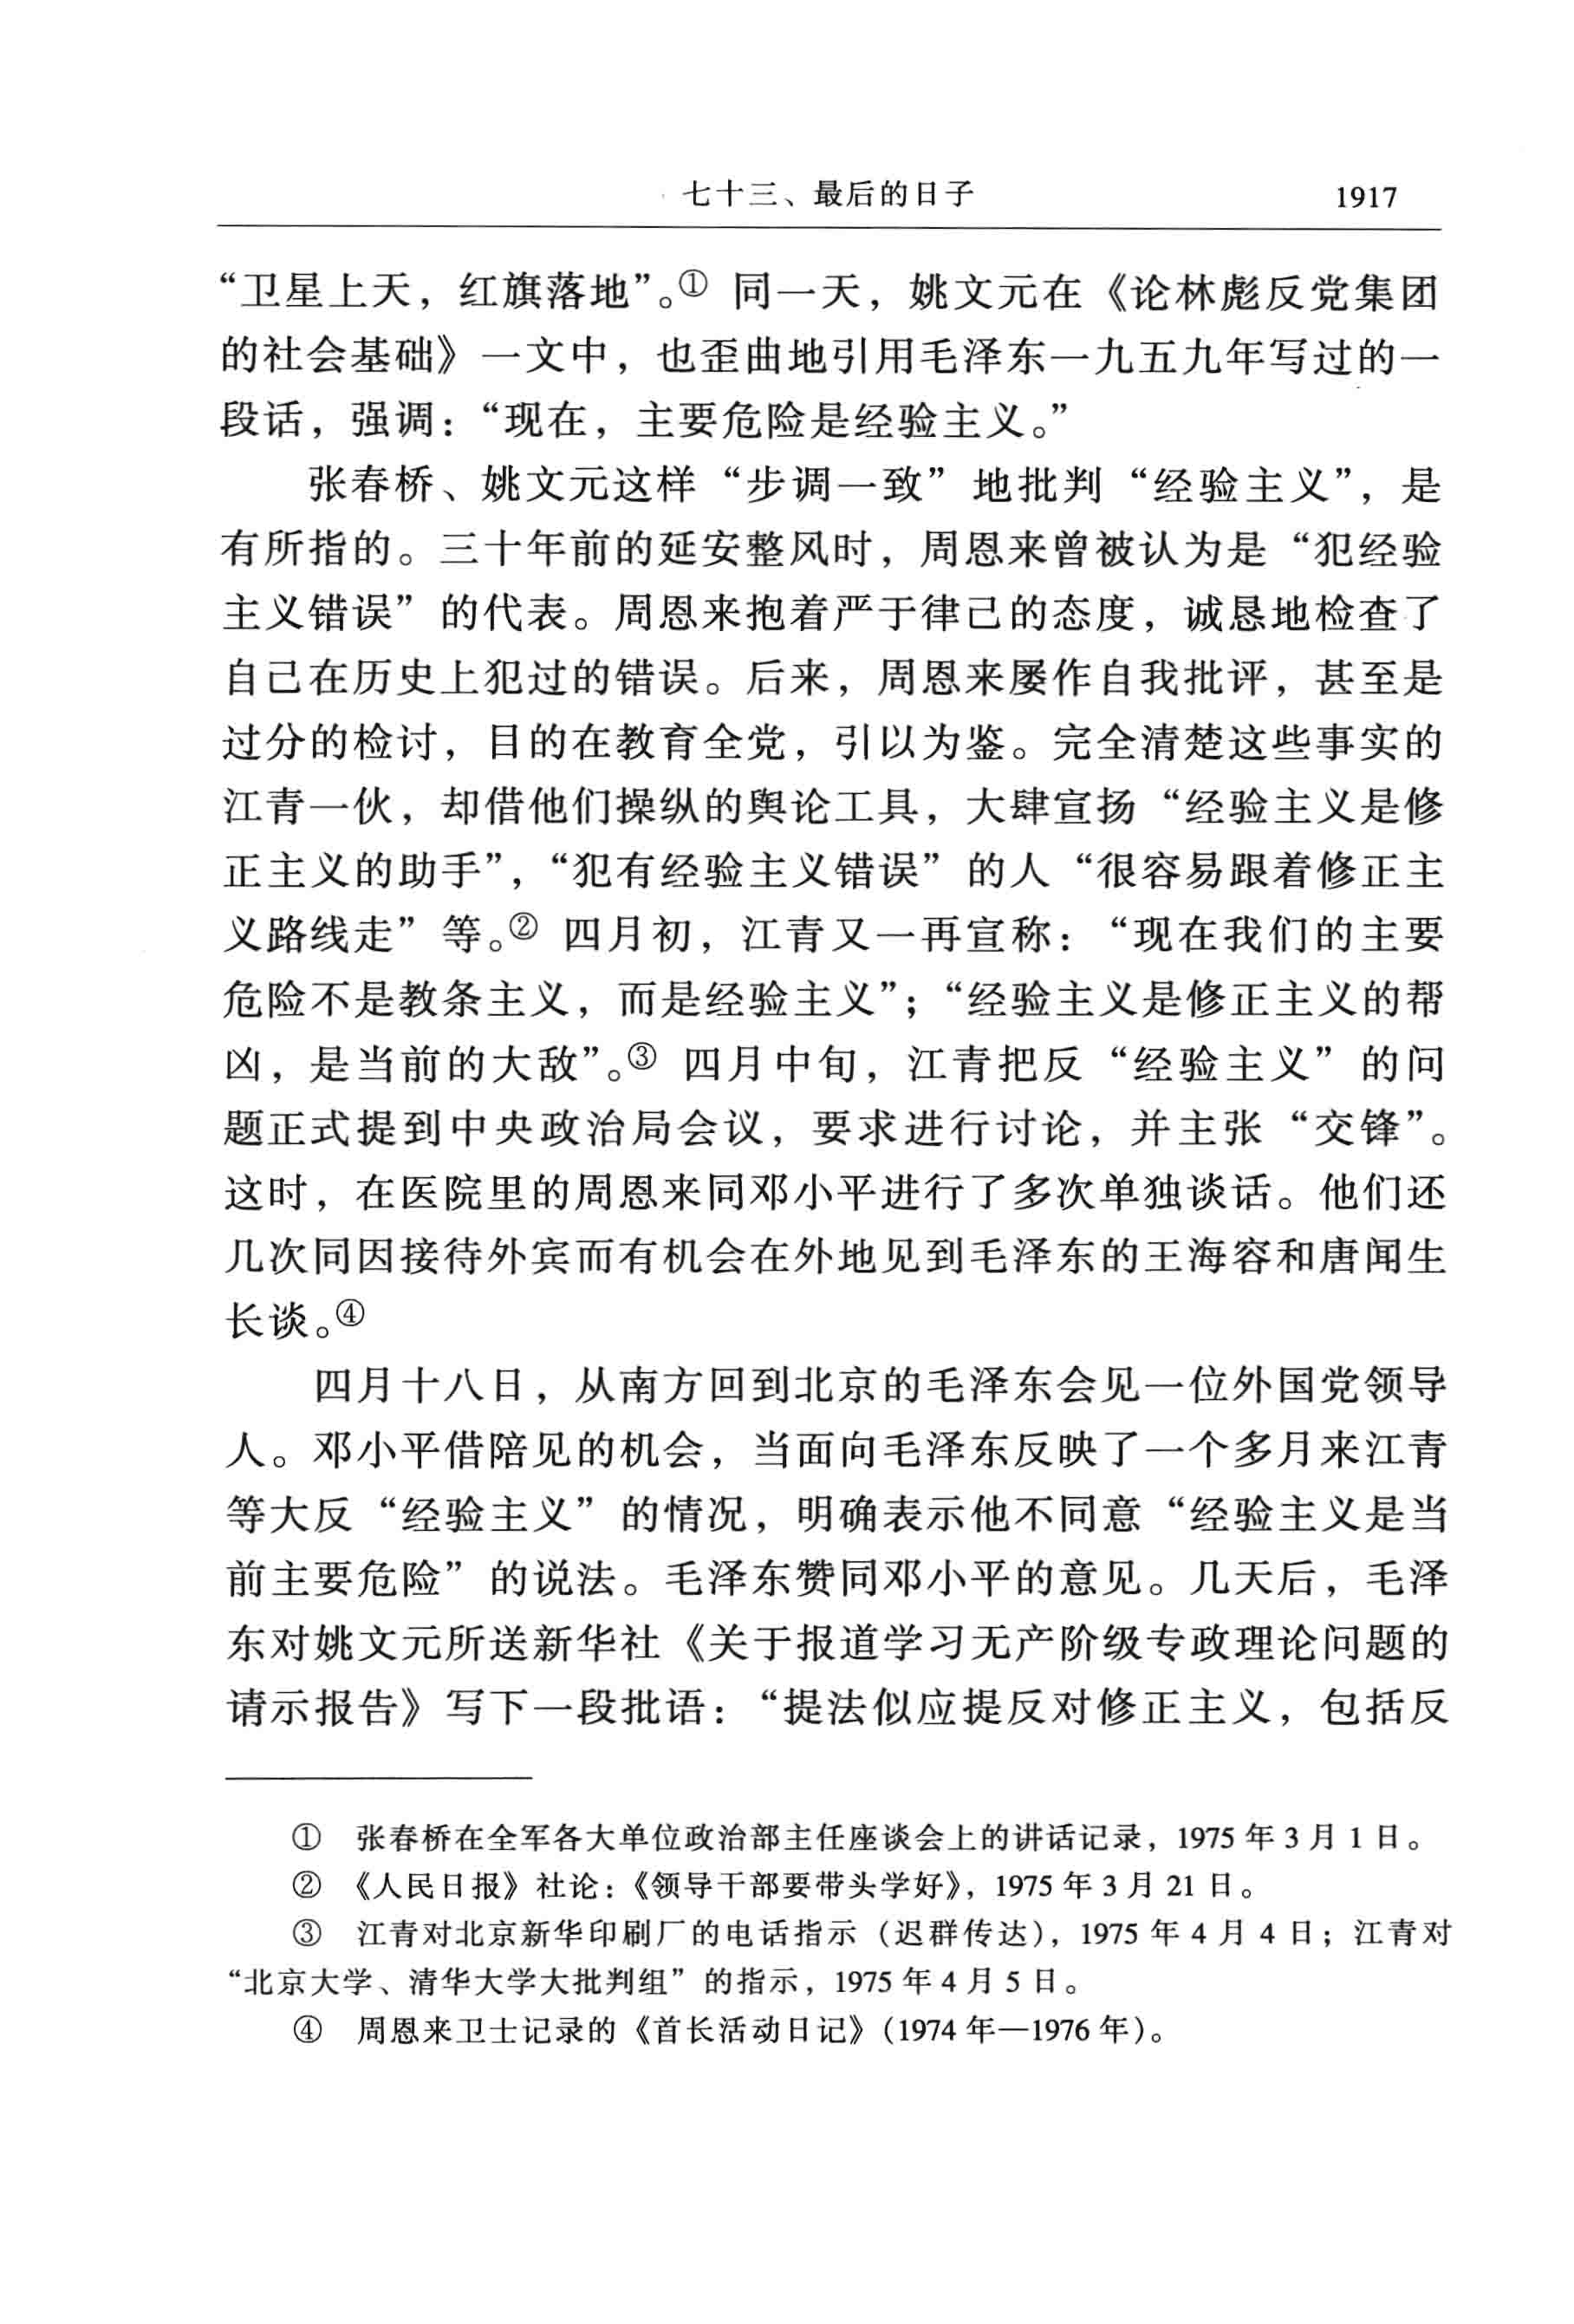 七十三、最后的日子 1917
“卫星上天，红旗落地”。① 同一天，姚文元在《论林彪反党集团
的社会基础》一文中，也歪曲地引用毛泽东一九五九年写过的一
段话，强调：“现在，主要危险是经验主义。”
张春桥、姚文元这样“步调一致”地批判“经验主义”，是
有所指的。三十年前的延安整风时，周恩来曾被认为是“犯经验
主义错误”的代表。周恩来抱着严于律己的态度，诚恳地检查了
自己在历史上犯过的错误。后来，周恩来屡作自我批评，甚至是
过分的检讨，目的在教育全党，引以为鉴。完全清楚这些事实的
江青一伙，却借他们操纵的舆论工具，大肆宣扬“经验主义是修
正主义的助手”，“犯有经验主义错误”的人“很容易跟着修正主
义路线走”等。② 四月初，江青又一再宣称：“现在我们的主要
危险不是教条主义，而是经验主义”；“经验主义是修正主义的帮
凶，是当前的大敌”。③ 四月中旬，江青把反“经验主义”的问
题正式提到中央政治局会议，要求进行讨论，并主张“交锋”。
这时，在医院里的周恩来同邓小平进行了多次单独谈话。他们还
几次同因接待外宾而有机会在外地见到毛泽东的王海容和唐闻生
长谈。④
四月十八日，从南方回到北京的毛泽东会见一位外国党领导
人。邓小平借陪见的机会，当面向毛泽东反映了一个多月来江青
等大反“经验主义”的情况，明确表示他不同意“经验主义是当
前主要危险”的说法。毛泽东赞同邓小平的意见。几天后，毛泽
东对姚文元所送新华社《关于报道学习无产阶级专政理论问题的
请示报告》写下一段批语：“提法似应提反对修正主义，包括反
① 张春桥在全军各大单位政治部主任座谈会上的讲话记录，1975 年 3 月 1 日。
② 《人民日报》社论：《领导干部要带头学好》，1975 年 3 月 21 日。
③ 江青对北京新华印刷厂的电话指示（迟群传达），1975 年 4 月 4 日；江青对
“北京大学、清华大学大批判组”的指示，1975 年 4 月 5 日。
④ 周恩来卫士记录的《首长活动日记》（1974 年—1976 年）。